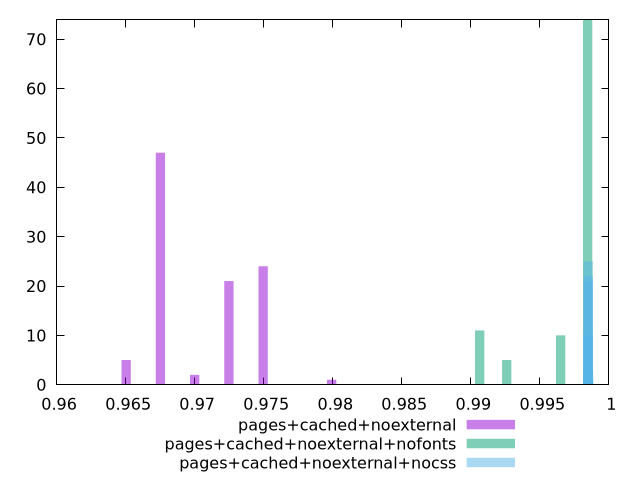 70
60
50
40
30
20
10
0
0.96 0.965 0.97 0.975 0.98 0.985 0.99 0.995 1
pages+cached+noexternal
pages+cached+noexternal+nofonts
pages+cached+noexternal+nocss